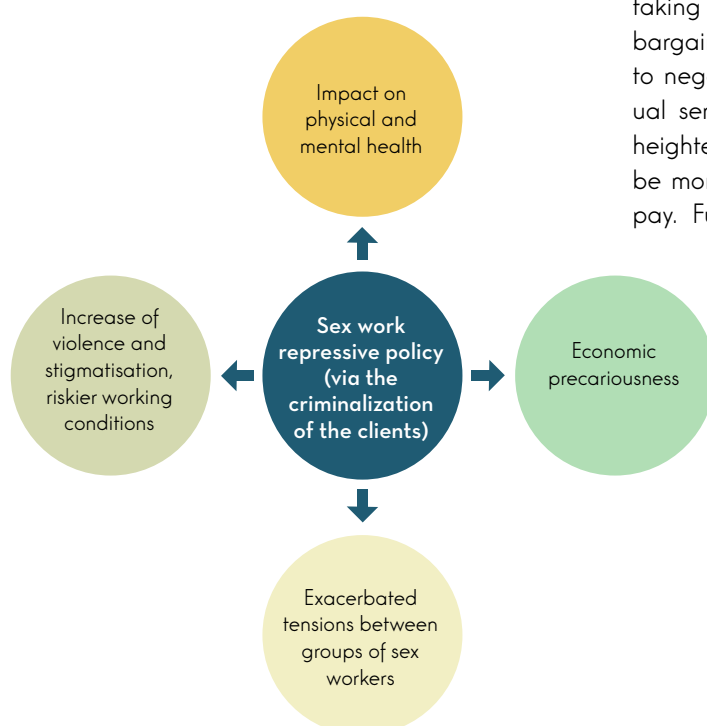 taking
bargai
to neg
ual ser
heighte
be mor
pay. Fu
Impact on
physical and
mental health
Increase of
violence and
stigmatisation,
riskier working
conditions
Sex work
repressive policy
(via the
criminalization
of the clients)
Economic
precariousness
Exacerbated
tensions between
groups of sex
workers